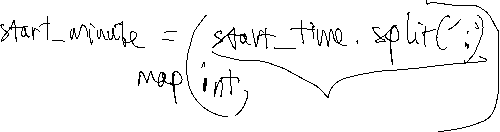 start_minute = start_time.split(':')
map(int,